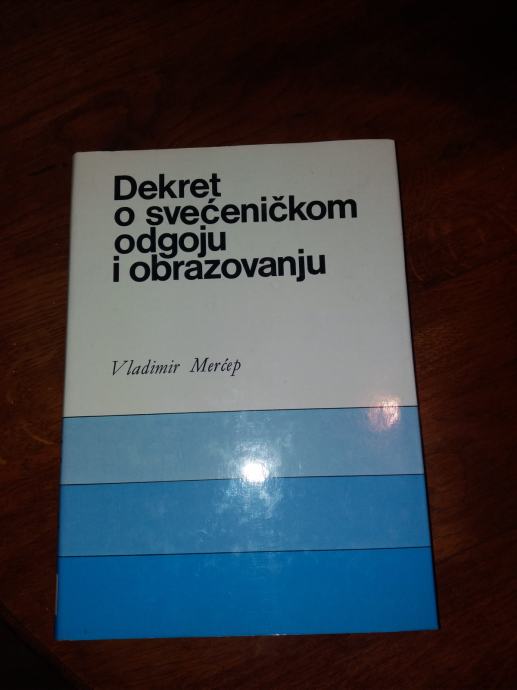 Dekret
o svećeničkom
odgoju
i obrazovanju
Vladimir Merćep